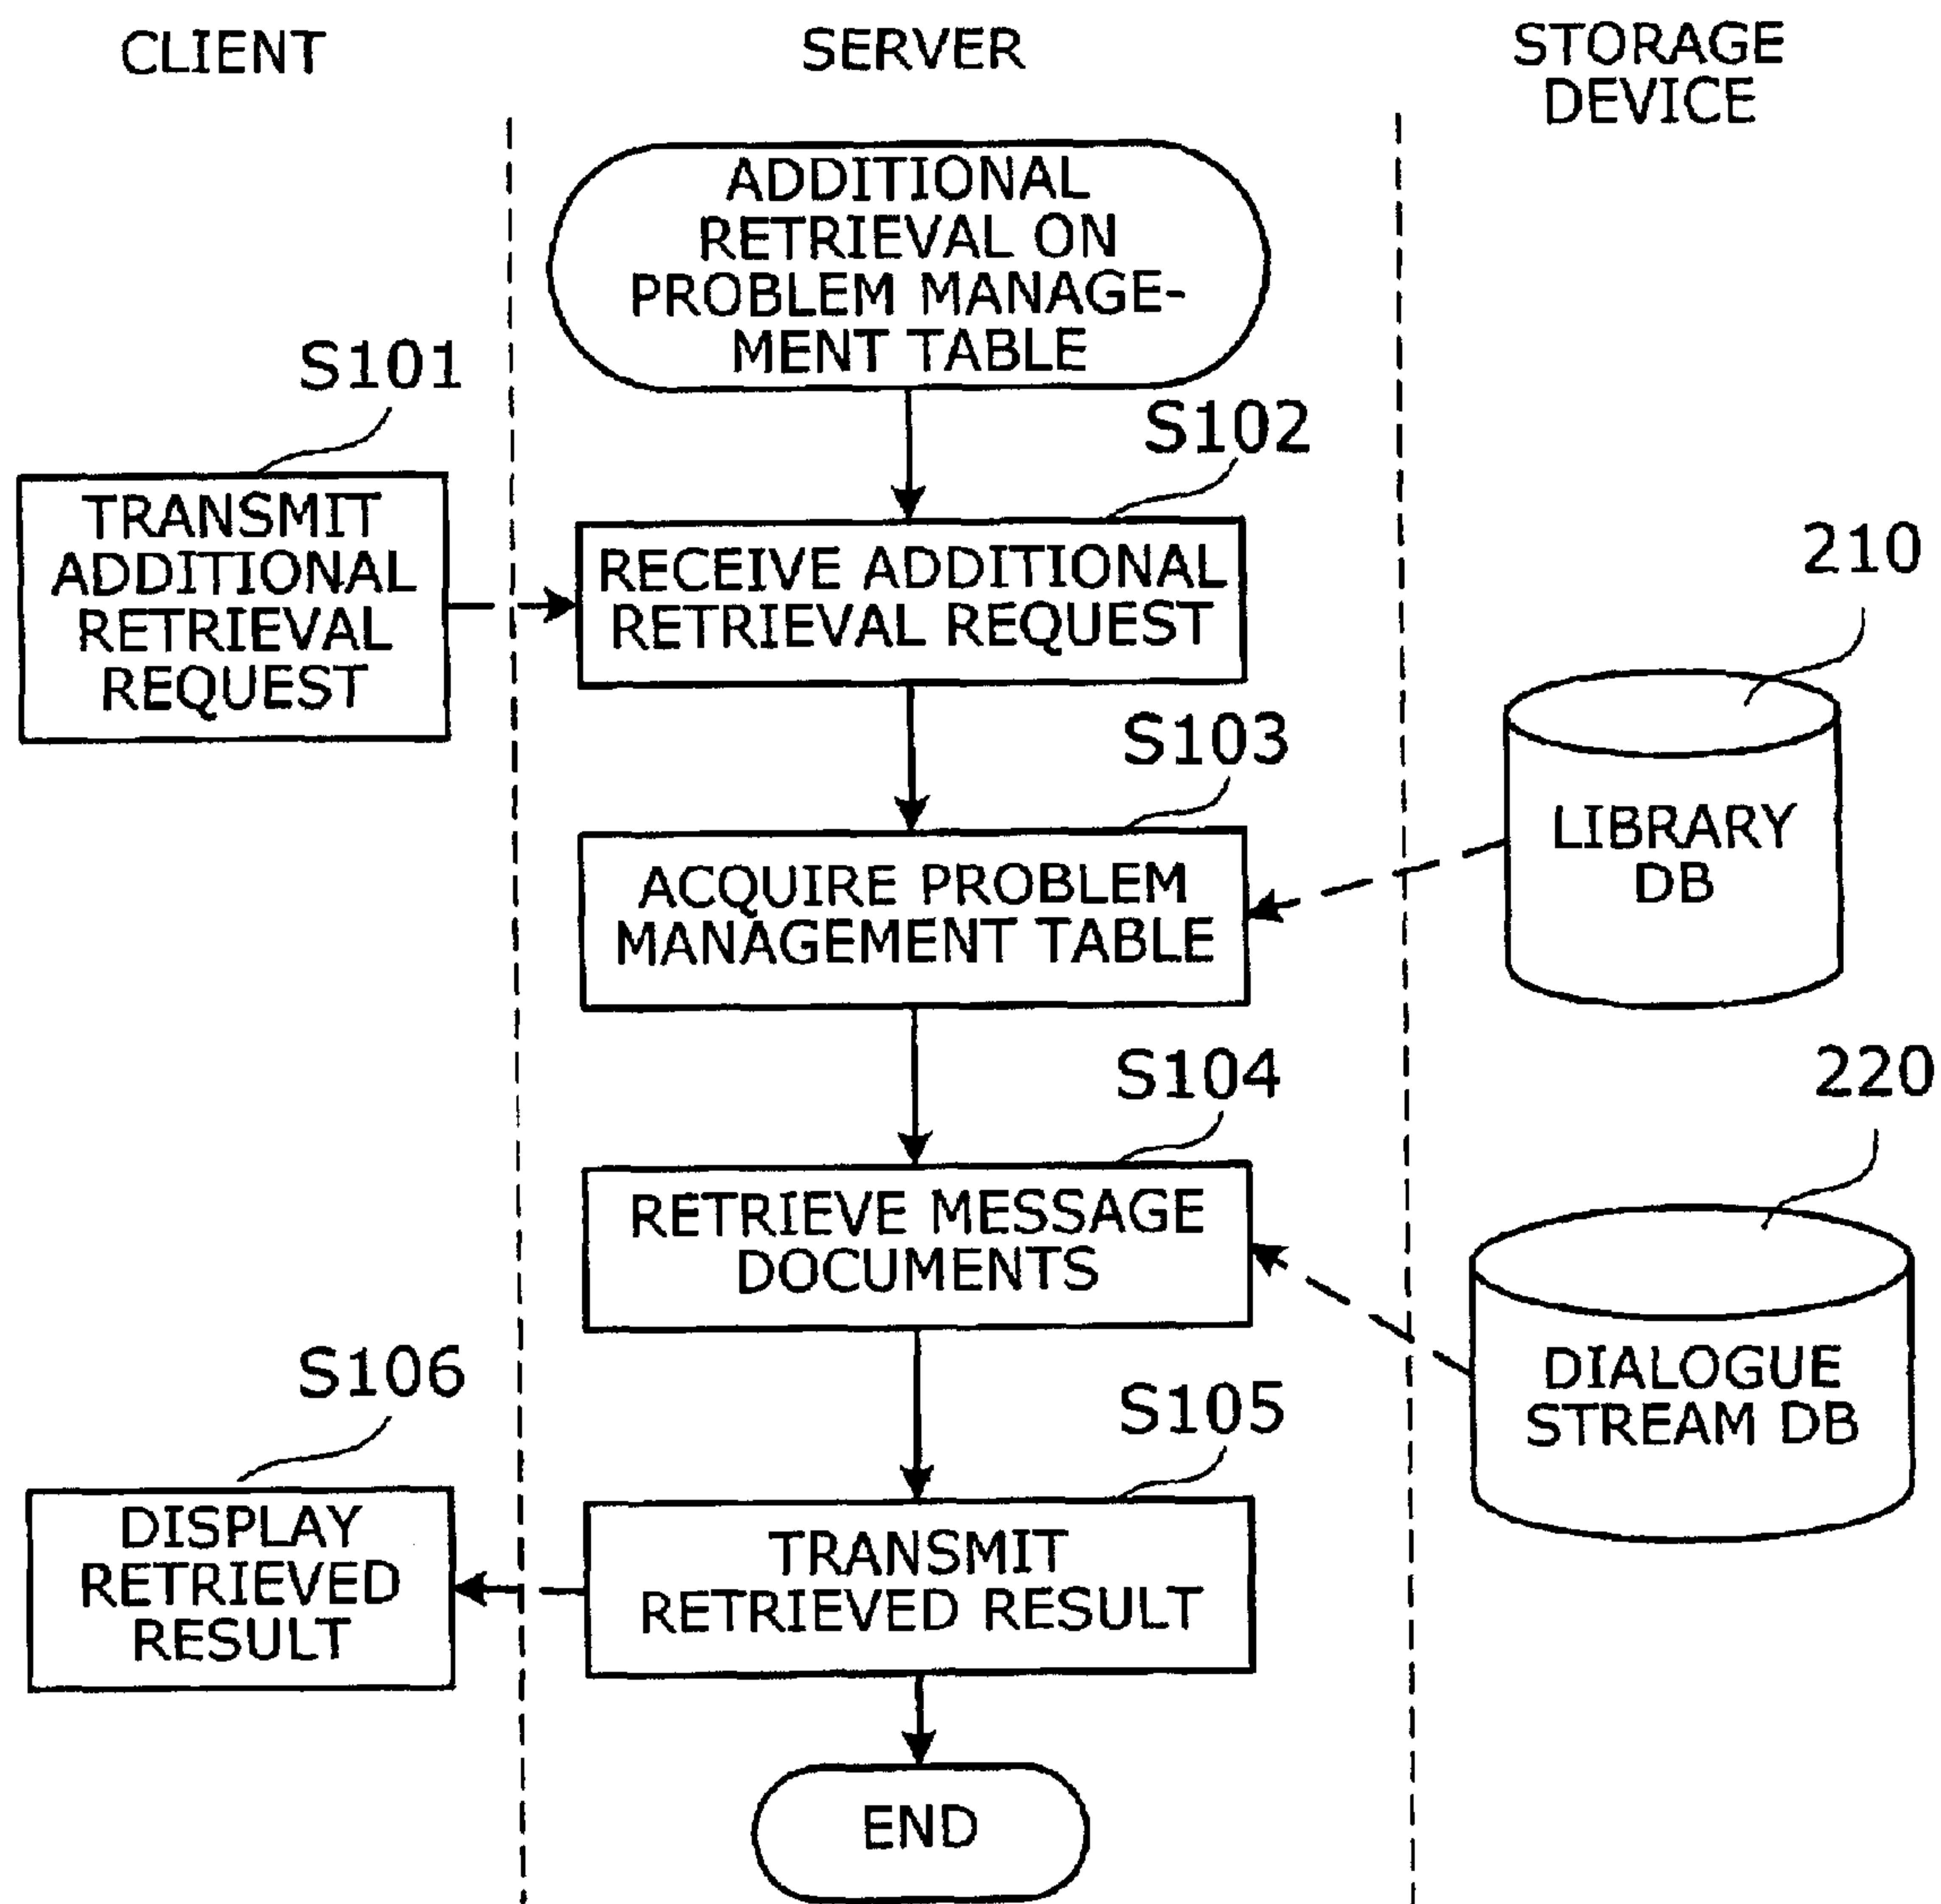 CLIENT
SERVER
STORAGE
DEVICE
ADDITIONAL
RETRIEVAL ON
PROBLEM MANAGE-
MENT TABLE
S101
TRANSMIT
ADDITIONAL
RETRIEVAL
REQUEST
S102
RECEIVE ADDITIONAL
RETRIEVAL REQUEST
210
LIBRARY
DB
S103
ACQUIRE PROBLEM
MANAGEMENT TABLE
S104
RETRIEVE MESSAGE
DOCUMENTS
220
DIALOGUE
STREAM DB
S105
TRANSMIT
RETRIEVED RESULT
S106
DISPLAY
RETRIEVED
RESULT
END